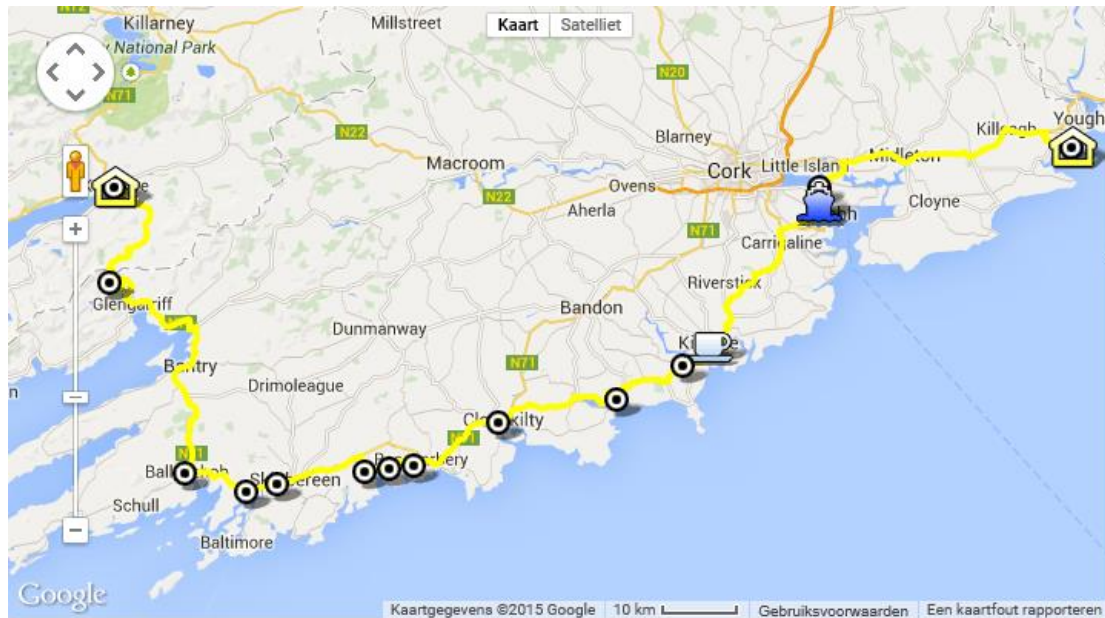 N72
Killarney
Millstreet
Kaart
Satelliet
National Park
N71
N20
N22
Blarney
Killeagh
Yough
Macroom
Cork
Little Island
Midleton
Ovens
N22
Aherla
Cloyne
N71
Carrigaline
Riverstick
Glengarriff
Bandon
Dunmanway
Bantry
N71
Drimoleague
N71
Schull
Baltimore
Google
Kaartgegevens ©2015 Google
10 km
Gebruiksvoorwaarden
Een kaartfout rapporteren